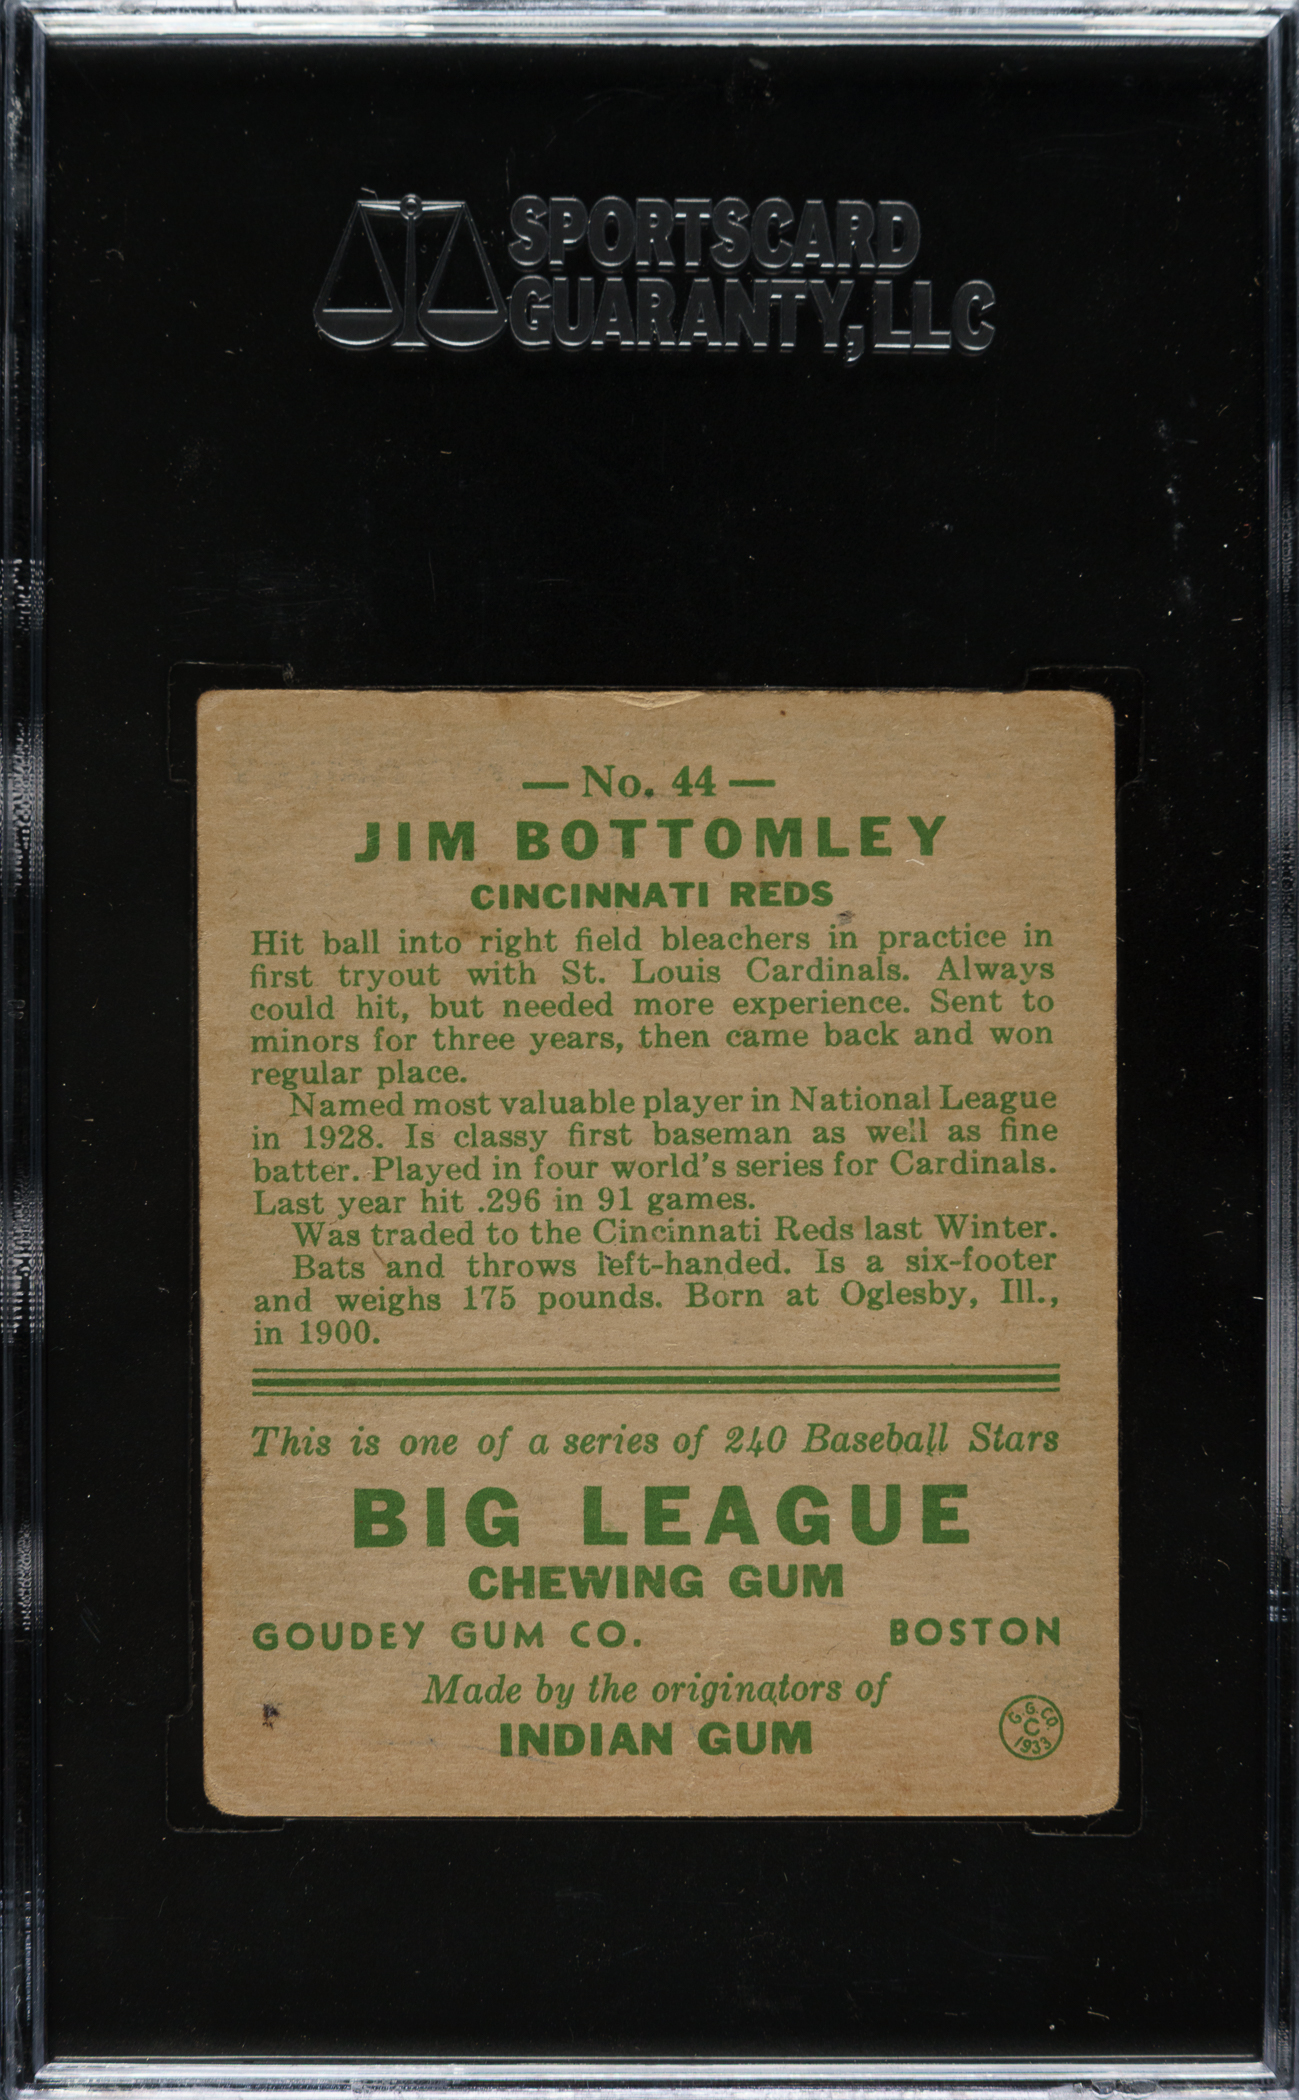 SPORTSCARD
GUARANTY, LLC
— No. 44 —
JIM BOTTOMLEY
CINCINNATI REDS
Hit ball into right field bleachers in practice in
first tryout with St. Louis Cardinals. Always
could hit, but needed more experience. Sent to
minors for three years, then came back and won
regular place.
Named most valuable player in National League
in 1928. Is classy first baseman as well as fine
batter. Played in four world's series for Cardinals.
Last year hit .296 in 91 games.
Was traded to the Cincinnati Reds last Winter.
Bats and throws left-handed. Is a six-footer
and weighs 175 pounds. Born at Oglesby, Ill.,
in 1900.
This is one of a series of 240 Baseball Stars
BIG LEAGUE
CHEWING GUM
GOUDEY GUM CO. BOSTON
Made by the originators of
INDIAN GUM
G.G.CO.
C
1933